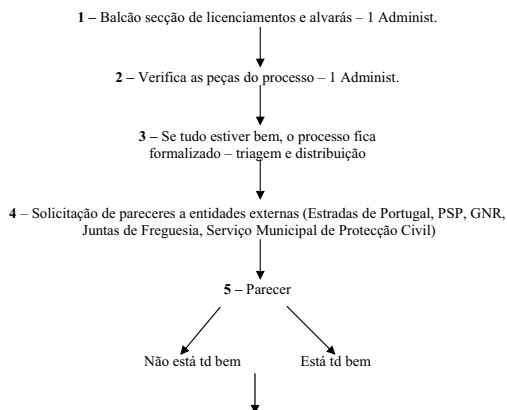 1 – Balcão secção de licenciamentos e alvarás – 1 Administ.
2 – Verifica as peças do processo – 1 Administ.
3 – Se tudo estiver bem, o processo fica
formalizado – triagem e distribuição
4 – Solicitação de pareceres a entidades externas (Estradas de Portugal, PSP, GNR,
Juntas de Freguesia, Serviço Municipal de Protecção Civil)
5 – Parecer
Não está td bem
Está td bem